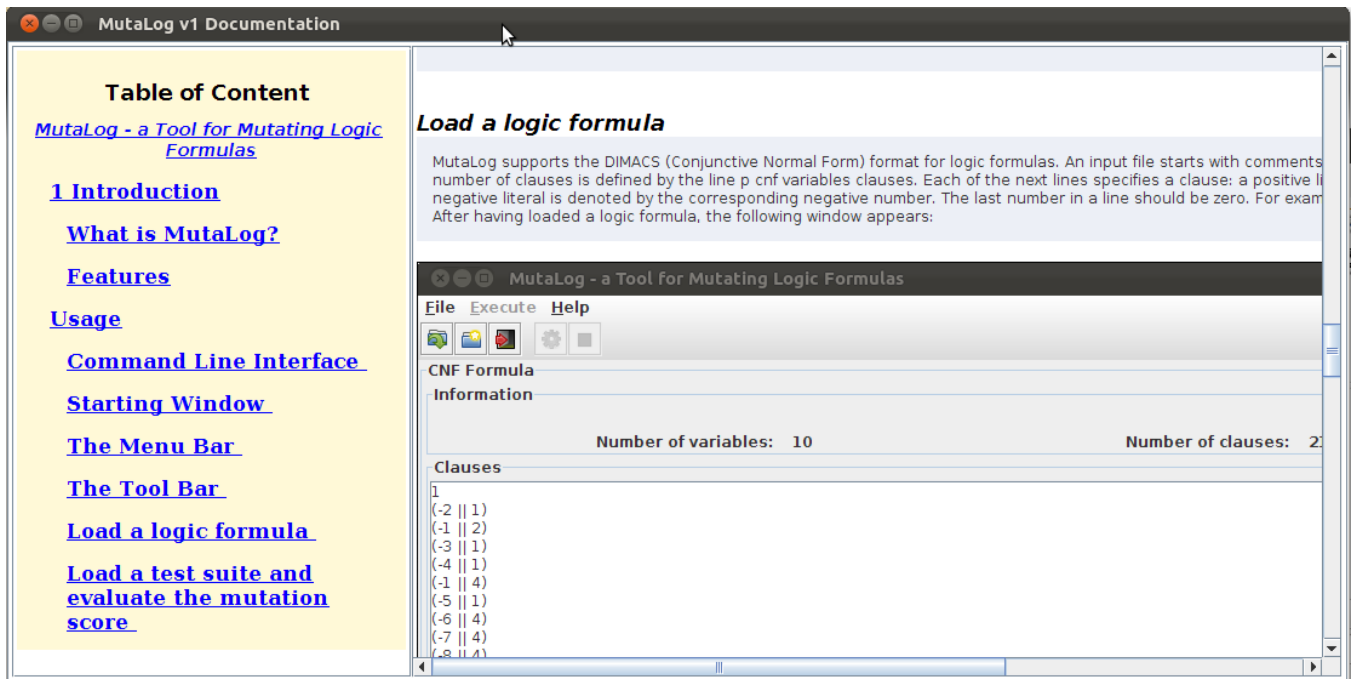 MutaLog v1 Documentation
Table of Content
MutaLog - a Tool for Mutating Logic
Formulas
1 Introduction
What is MutaLog?
Features
Usage
Command Line Interface
Starting Window
The Menu Bar
The Tool Bar
Load a logic formula
Load a test suite and
evaluate the mutation
score
Load a logic formula
MutaLog supports the DIMACS (Conjunctive Normal Form) format for logic formulas. An input file starts with comments
number of clauses is defined by the line p cnf variables clauses. Each of the next lines specifies a clause: a positive
negative literal is denoted by the corresponding negative number. The last number in a line should be zero. For
After having loaded a logic formula, the following window appears:
MutaLog - a Tool for Mutating Logic Formulas
File Execute Help
CNF Formula
Information
Number of variables: 10 Number of clauses:
Clauses
1
(-2 || 1)
(-1 || 2)
(-3 || 1)
(-4 || 1)
(-1 || 4)
(-5 || 1)
(-6 || 4)
(-7 || 4)
(-8 || 4)